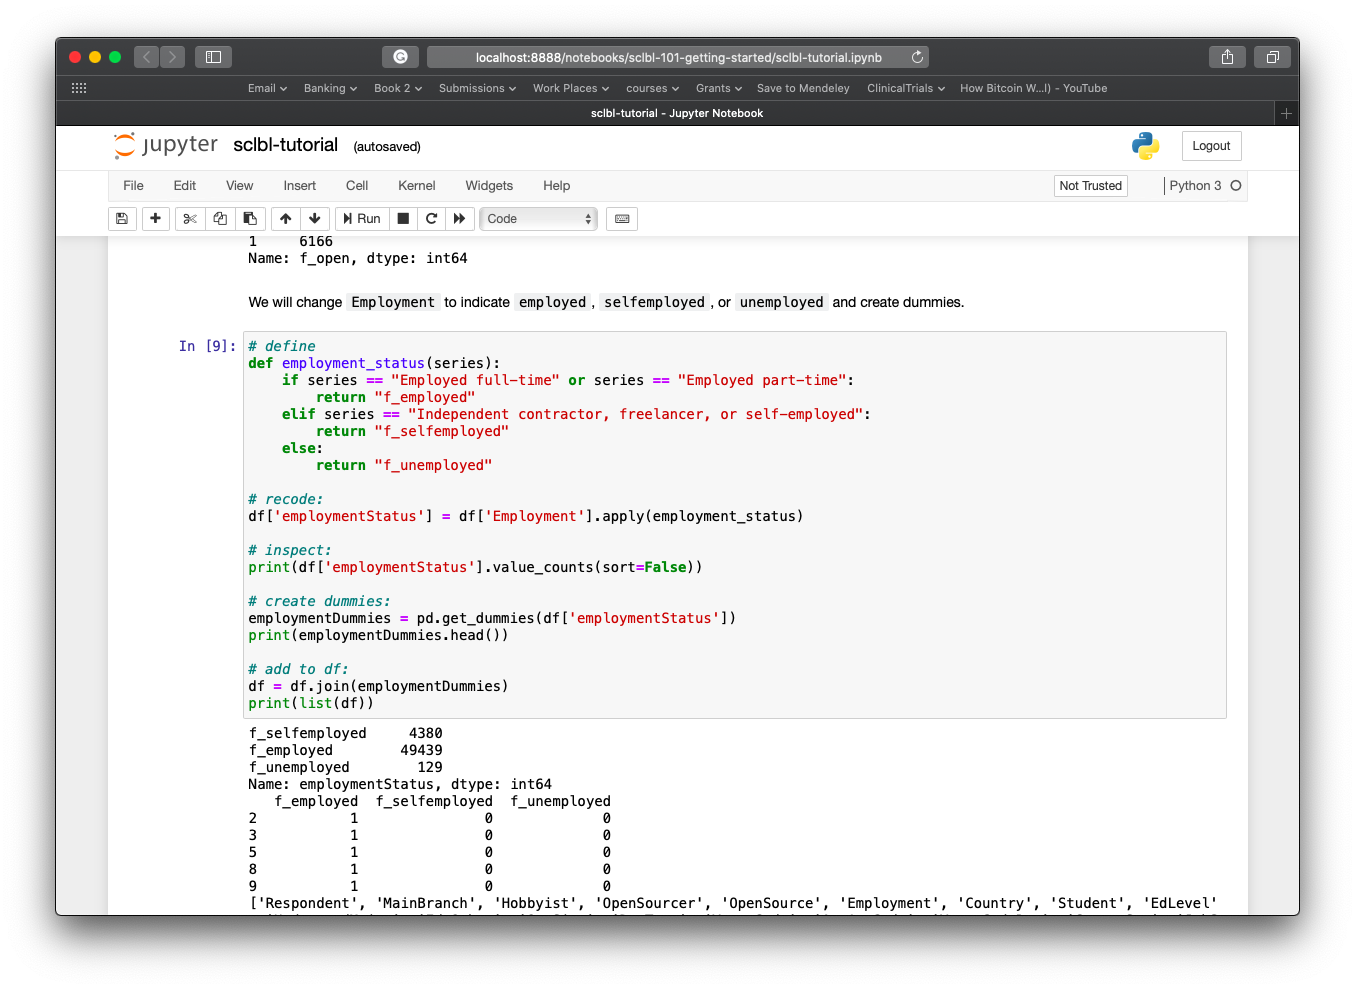 localhost:8888/notebooks/sclbl-101-getting-started/sclbl-tutorial.ipynb
Email Banking Book 2 Submissions Work Places courses Grants Save to Mendeley ClinicalTrials How Bitcoin W...l) - YouTube
sclbl-tutorial - Jupyter Notebook
jupyter sclbl-tutorial (autosaved) Logout
File Edit View Insert Cell Kernel Widgets Help Not Trusted Python 3
Run Code
1     6166
Name: f_open, dtype: int64
We will change Employment to indicate employed , selfemployed , or unemployed and create dummies.
In [9]: # define
def employment_status(series):
    if series == "Employed full-time" or series == "Employed part-time":
        return "f_employed"
    elif series == "Independent contractor, freelancer, or self-employed":
        return "f_selfemployed"
    else:
        return "f_unemployed"
# recode:
df['employmentStatus'] = df['Employment'].apply(employment_status)
# inspect:
print(df['employmentStatus'].value_counts(sort=False))
# create dummies:
employmentDummies = pd.get_dummies(df['employmentStatus'])
print(employmentDummies.head())
# add to df:
df = df.join(employmentDummies)
print(list(df))
f_selfemployed     4380
f_employed        49439
f_unemployed        129
Name: employmentStatus, dtype: int64
   f_employed  f_selfemployed  f_unemployed
2           1               0             0
3           1               0             0
5           1               0             0
8           1               0             0
9           1               0             0
['Respondent', 'MainBranch', 'Hobbyist', 'OpenSourcer', 'OpenSource', 'Employment', 'Country', 'Student', 'EdLevel'